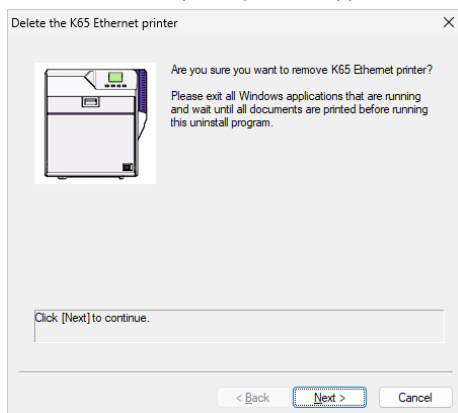 Delete the K65 Ethernet printer
Are you sure you want to remove K65 Ethernet printer?
Please exit all Windows applications that are running
and wait until all documents are printed before running
this uninstall program.
Click [Next] to continue.
< Back Next > Cancel